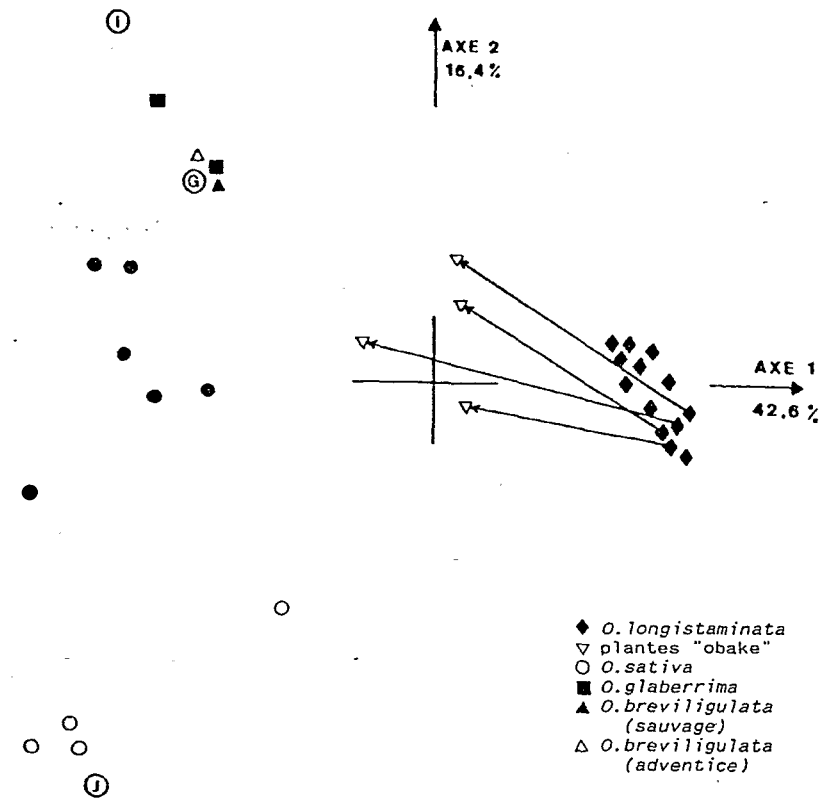 I
AXE 2
16,4 %
G
AXE 1
42,6 %
O. longistaminata
plantes "obake"
O. sativa
O. glaberrima
O. breviligulata
(sauvage)
O. breviligulata
(adventice)
J